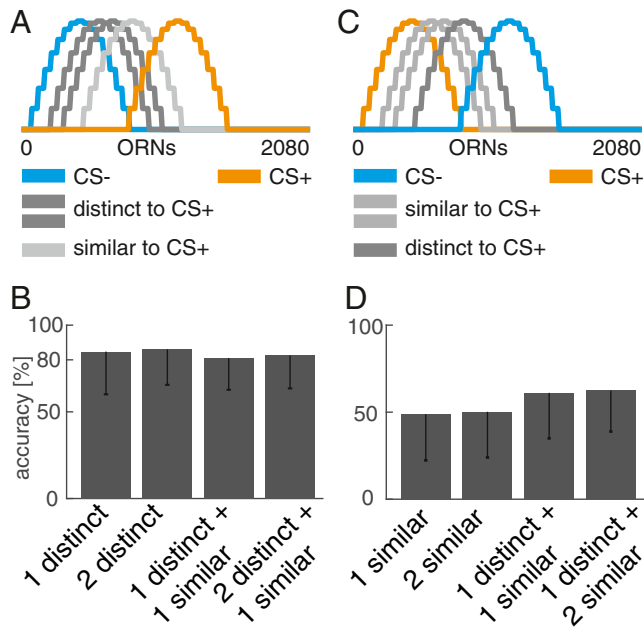 A
0 ORNs 2080
CS- CS+
distinct to CS+
similar to CS+
C
0 ORNs 2080
CS- CS+
similar to CS+
distinct to CS+
B
accuracy [%]
100
80
50
0
1 distinct
2 distinct
1 distinct +
1 similar
2 distinct +
1 similar
D
100
50
0
1 similar
2 similar
1 distinct +
1 similar
1 distinct +
2 similar